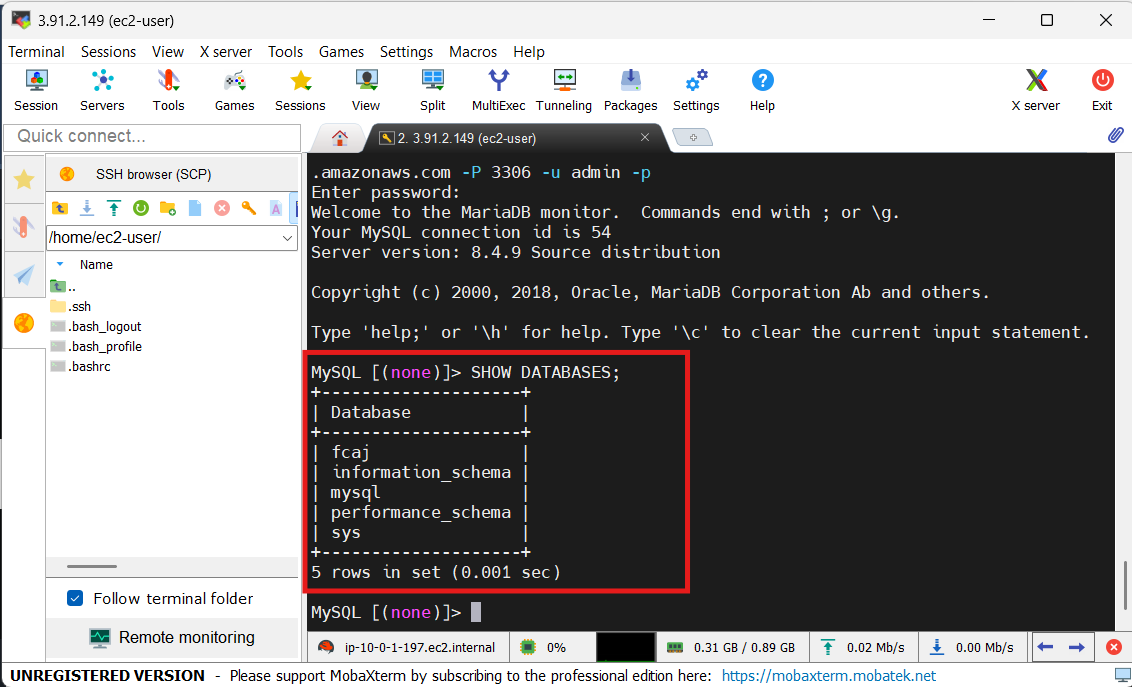 3.91.2.149 (ec2-user)
Terminal Sessions View X server Tools Games Settings Macros Help
Session Servers Tools Games Sessions View Split MultiExec Tunneling Packages Settings Help X server Exit
Quick connect...
2. 3.91.2.149 (ec2-user)
SSH browser (SCP)
/home/ec2-user/
Name
..
.ssh
.bash_logout
.bash_profile
.bashrc
Follow terminal folder
Remote monitoring
.amazonaws.com -P 3306 -u admin -p
Enter password:
Welcome to the MariaDB monitor.  Commands end with ; or \g.
Your MySQL connection id is 54
Server version: 8.4.9 Source distribution
Copyright (c) 2000, 2018, Oracle, MariaDB Corporation Ab and others.
Type 'help;' or '\h' for help. Type '\c' to clear the current input statement.
MySQL [(none)]> SHOW DATABASES;
+--------------------+
| Database           |
+--------------------+
| fcaj               |
| information_schema |
| mysql              |
| performance_schema |
| sys                |
+--------------------+
5 rows in set (0.001 sec)
MySQL [(none)]>
ip-10-0-1-197.ec2.internal 0% 0.31 GB / 0.89 GB 0.02 Mb/s 0.00 Mb/s
UNREGISTERED VERSION - Please support MobaXterm by subscribing to the professional edition here: https://mobaxterm.mobatek.net